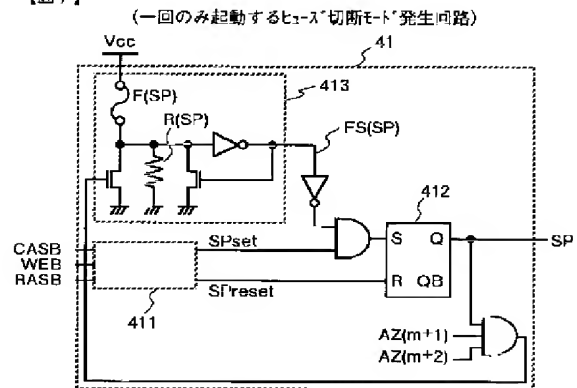 (一回のみ起動するヒューズ切断モード発生回路)
Vcc
41
F(SP)
413
R(SP)
FS(SP)
412
CASB
WEB
RASB
SPset
SPreset
411
S
Q
R
QB
SP
AZ(m+1)
AZ(m+2)